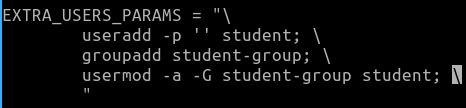 EXTRA_USERS_PARAMS = "\
useradd -p '' student; \
groupadd student-group; \
usermod -a -G student-group student; \
"